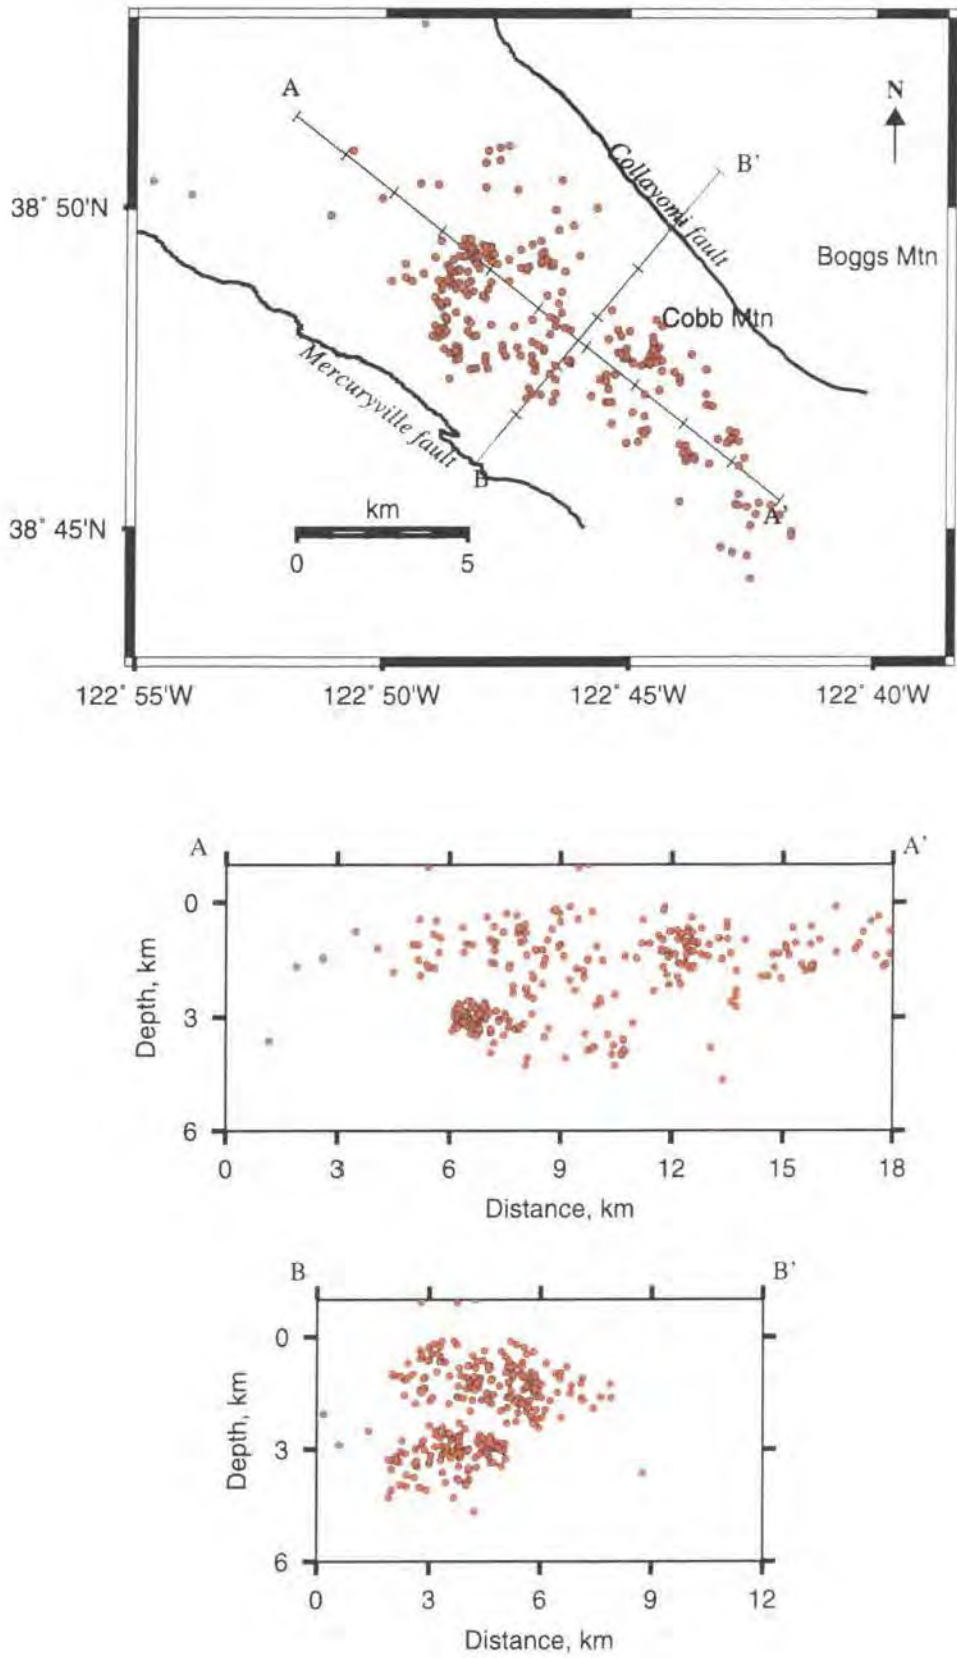 A
N
Collayomi fault
B'
38° 50'N
Boggs Mtn
Cobb Mtn
Mercuryville fault
B
A'
38° 45'N
km
0 5
122° 55'W 122° 50'W 122° 45'W 122° 40'W
A A'
0
3
6
Depth, km
0 3 6 9 12 15 18
Distance, km
B B'
0
3
6
Depth, km
0 3 6 9 12
Distance, km